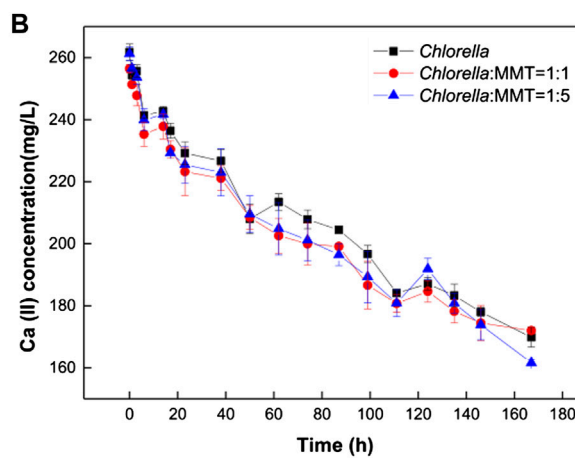 B
Chlorella
Chlorella:MMT=1:1
Chlorella:MMT=1:5
260
240
220
200
180
160
Ca (II) concentration(mg/L)
0 20 40 60 80 100 120 140 160 180
Time (h)